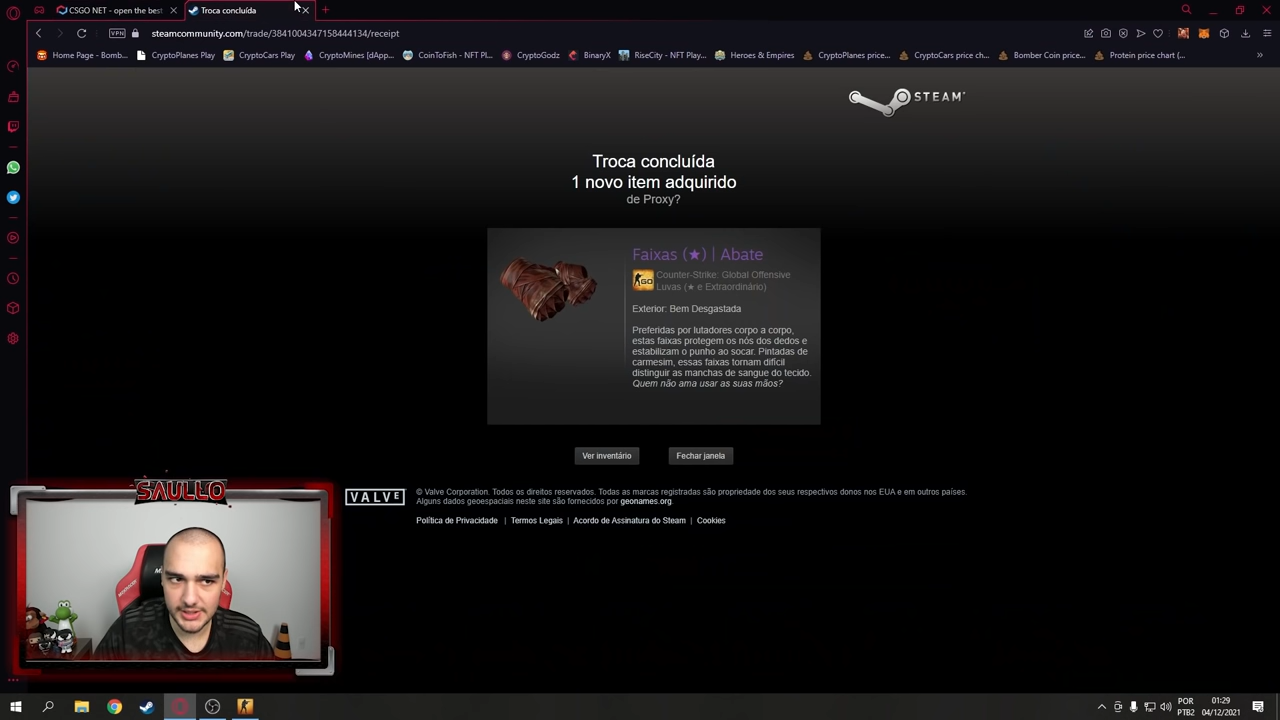 CSGO NET - open the best
Troca concluída
VPN
steamcommunity.com/trade/3841004347158444134/receipt
Home Page - Bomb...
CryptoPlanes Play
CryptoCars Play
CryptoMines [dApp...
CoinToFish - NFT Pl...
CryptoGodz
BinaryX
RiseCity - NFT Play...
Heroes & Empires
CryptoPlanes price...
CryptoCars price ch...
Bomber Coin price...
Protein price chart (...
STEAM
Troca concluída
1 novo item adquirido
de Proxy?
Faixas (★) | Abate
GO
Counter-Strike: Global Offensive
Luvas (★ e Extraordinário)
Exterior: Bem Desgastada
Preferidas por lutadores corpo a corpo,
estas faixas protegem os nós dos dedos e
estabilizam o punho ao socar. Pintadas de
carmesim, essas faixas tornam difícil
distinguir as manchas de sangue do tecido.
Quem não ama usar as suas mãos?
Ver inventário
Fechar janela
SAULLO
VALVE
© Valve Corporation. Todos os direitos reservados. Todas as marcas registradas são propriedade dos seus respectivos donos nos EUA e em outros países.
Alguns dados geoespaciais neste site são fornecidos por geonames.org.
Política de Privacidade | Termos Legais | Acordo de Assinatura do Steam | Cookies
POR
PTB2
01:29
04/12/2021